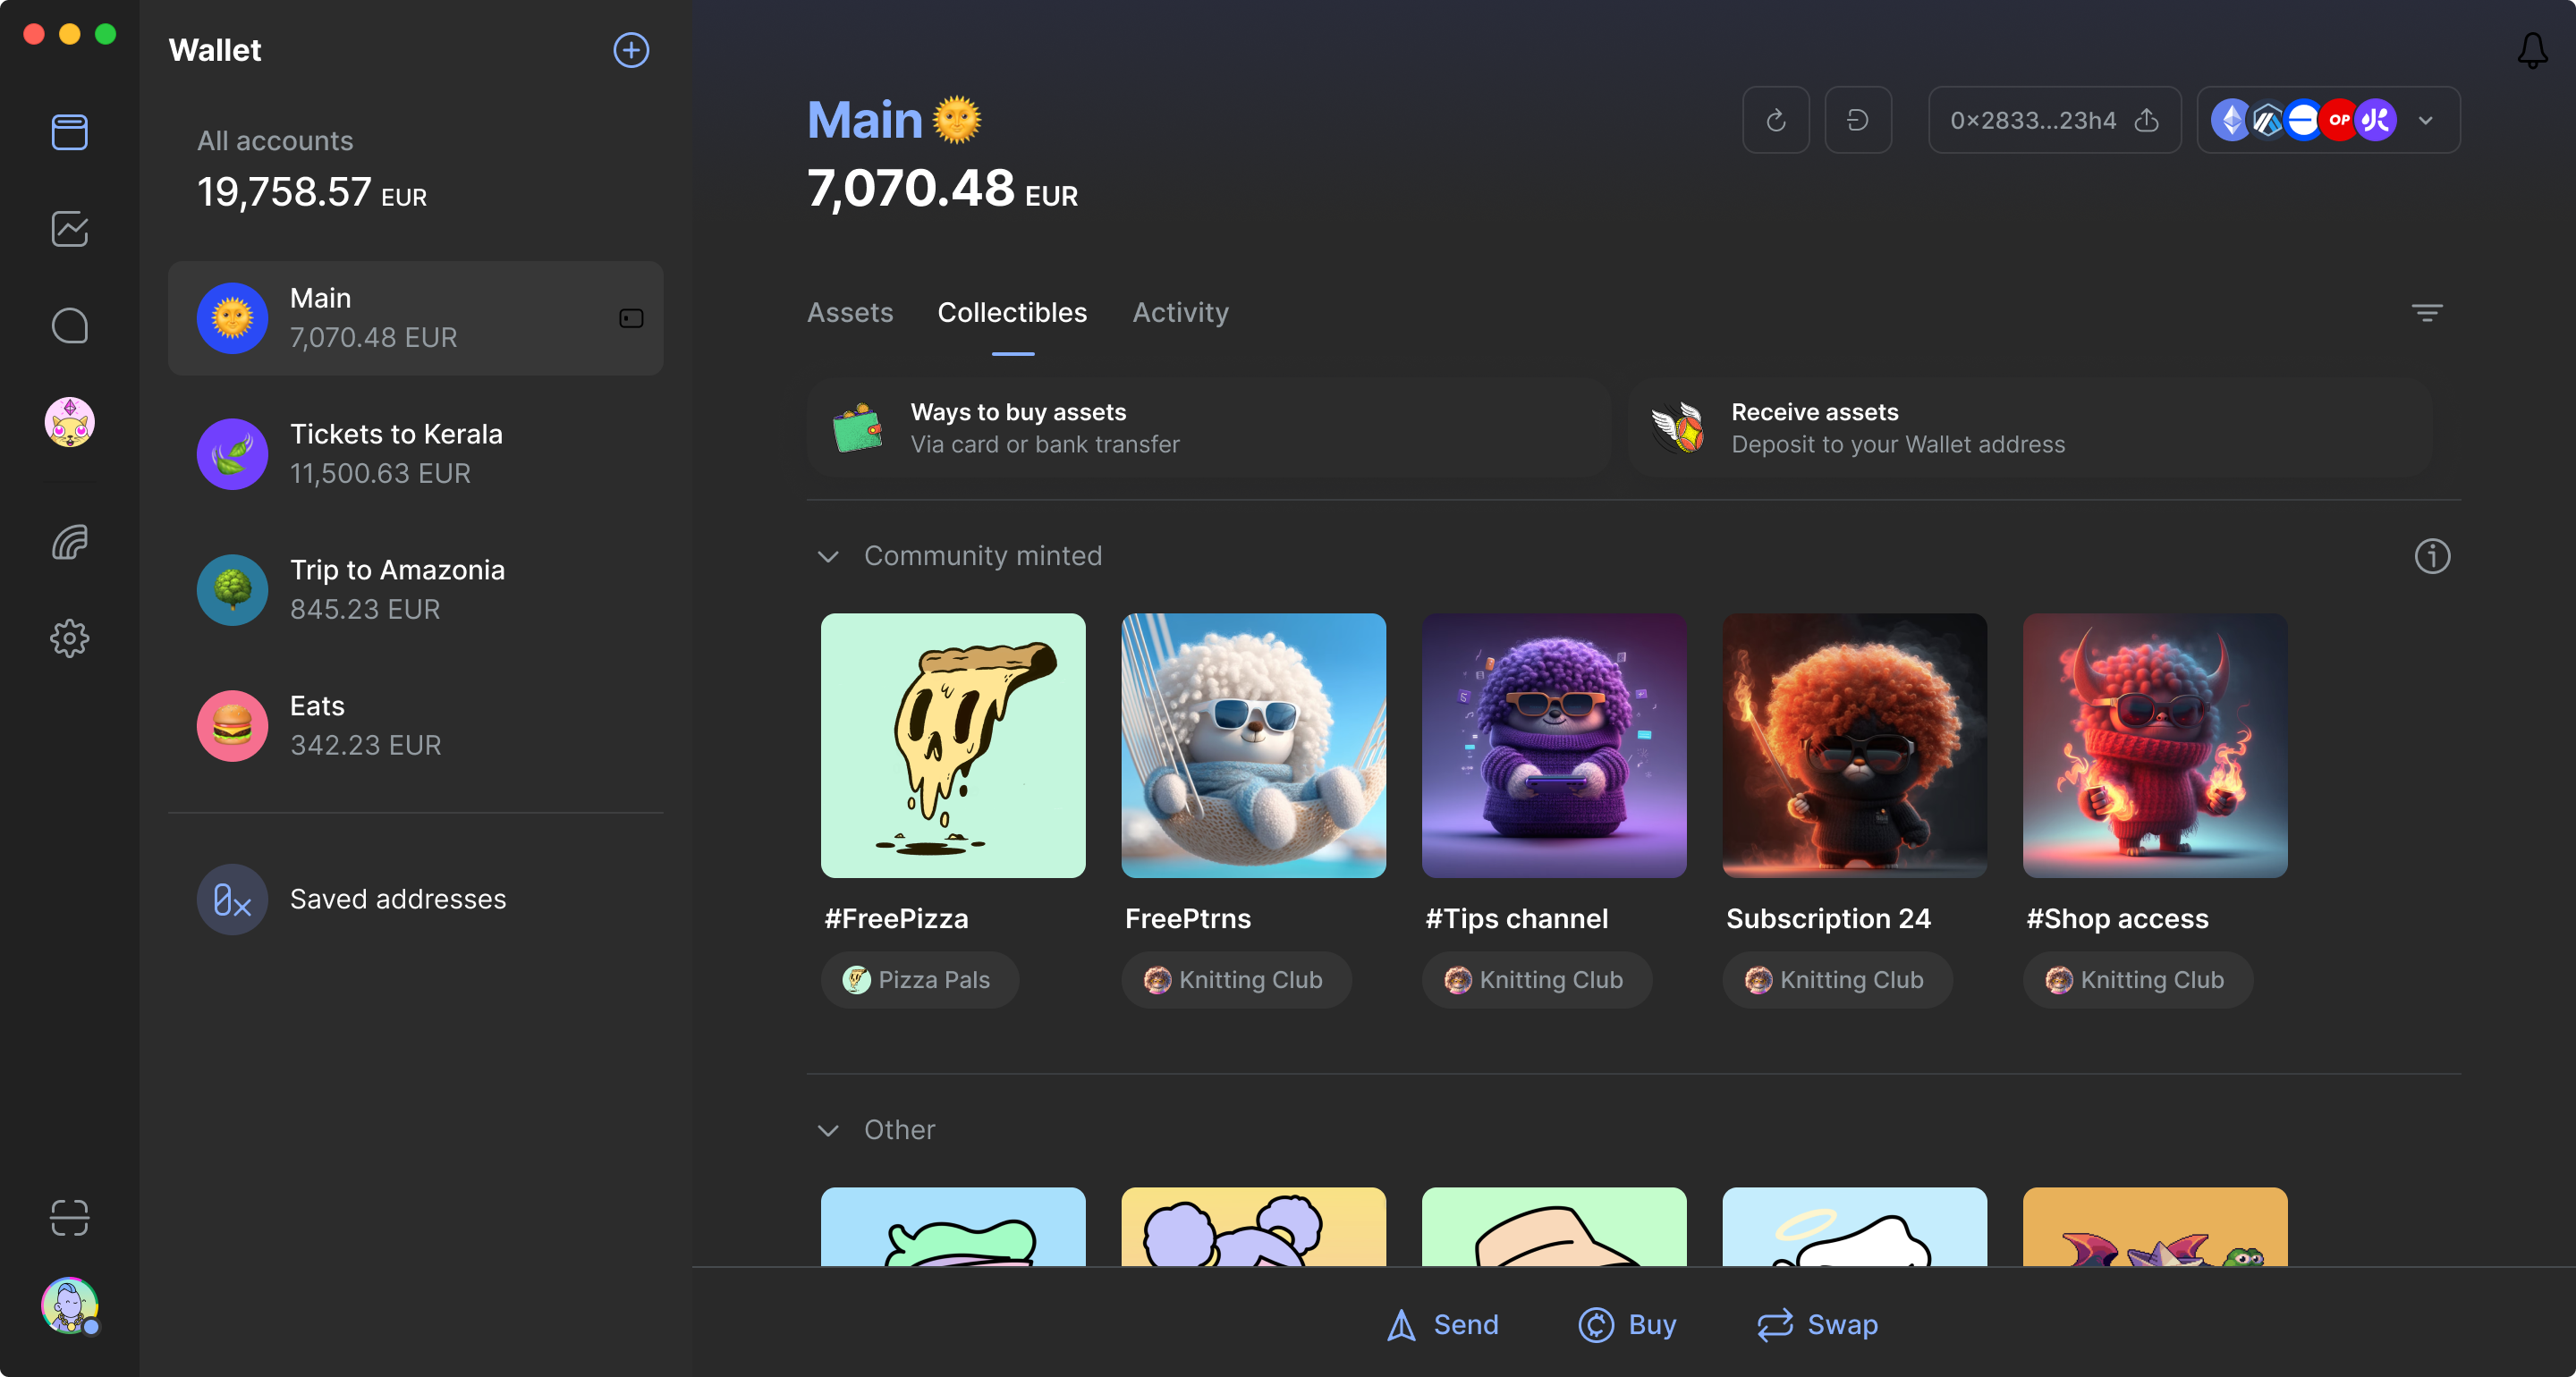 Wallet
All accounts
19,758.57 EUR
Main
7,070.48 EUR
Tickets to Kerala
11,500.63 EUR
Trip to Amazonia
845.23 EUR
Eats
342.23 EUR
Saved addresses
Main
7,070.48 EUR
0×2833...23h4
OP
Assets
Collectibles
Activity
Ways to buy assets
Via card or bank transfer
Receive assets
Deposit to your Wallet address
Community minted
#FreePizza
Pizza Pals
FreePtrns
Knitting Club
#Tips channel
Knitting Club
Subscription 24
Knitting Club
#Shop access
Knitting Club
Other
Send
Buy
Swap